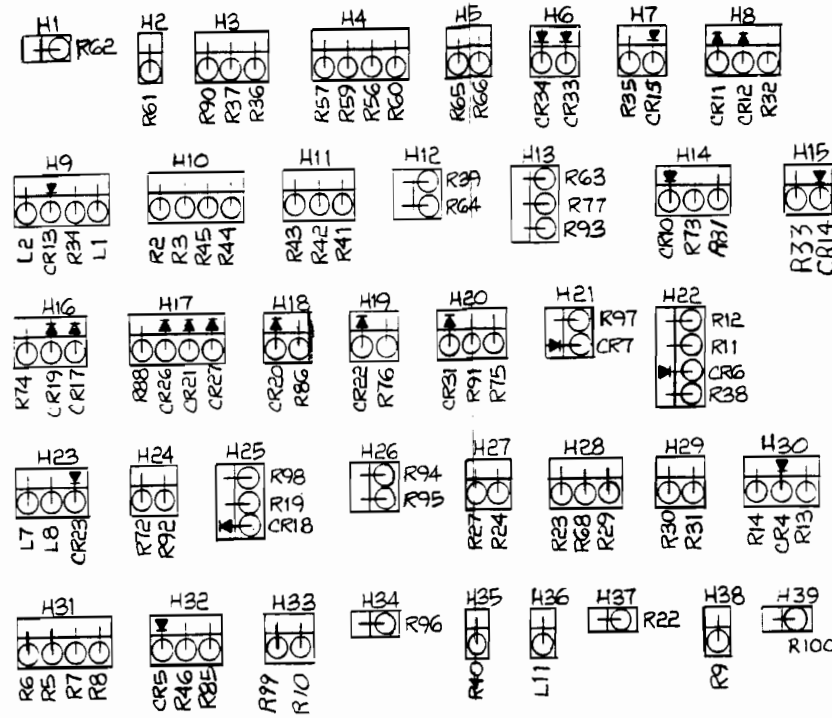 H1 H2 H3 H4 H5 H6 H7 H8
R62
R61 R90 R37 R36 R57 R59 R56 R60 R65 R66 CR34 CR33 R35 CR15 CR11 CR12 R32
H9 H10 H11 H12 H13 H14 H15
R39 R63
R64 R77
R93
L2 CR13 R34 L1 R2 R3 R45 R44 R43 R42 R41 CR10 R73 R81 R33 CR14
H16 H17 H18 H19 H20 H21 H22
R97 R12
CR7 R11
CR6
R38
R74 CR19 CR17 R88 CR26 CR21 CR27 CR20 R86 CR22 R76 CR31 R91 R75
H23 H24 H25 H26 H27 H28 H29 H30
R98 R94
R19 R95
CR18
L7 L8 CR23 R72 R92 R27 R24 R23 R68 R29 R30 R31 R14 CR4 R13
H31 H32 H33 H34 H35 H36 H37 H38 H39
R96 R22
R100
R6 R5 R7 R8 CR5 R46 R85 R99 R10 R40 L11 R9